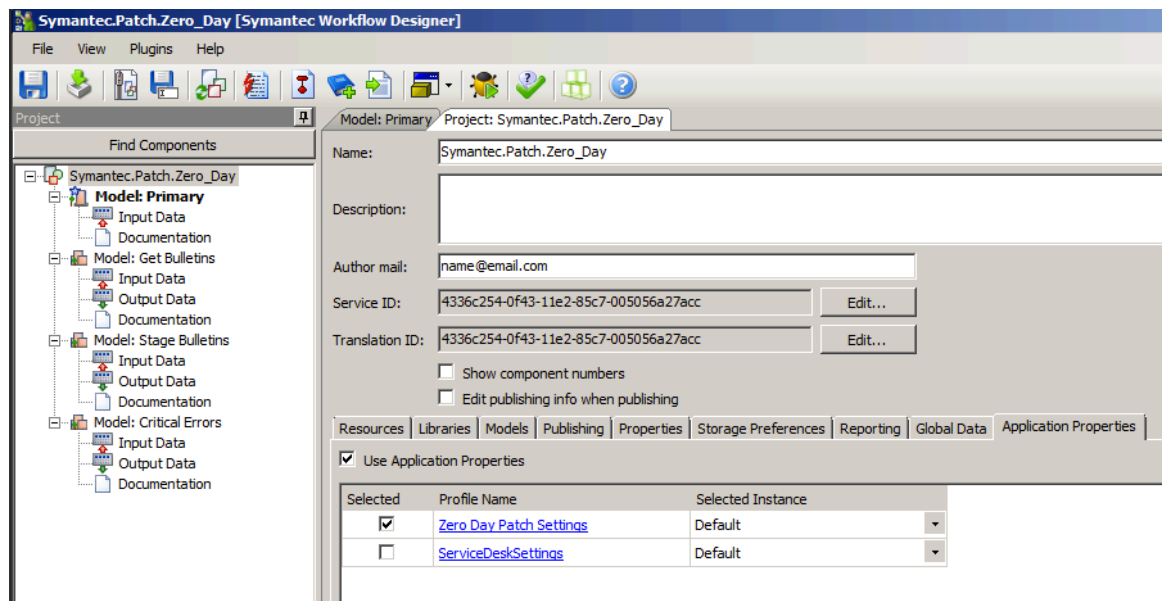 Symantec.Patch.Zero_Day [Symantec Workflow Designer]
File View Plugins Help
Project
Find Components
Symantec.Patch.Zero_Day
Model: Primary
Input Data
Documentation
Model: Get Bulletins
Input Data
Output Data
Documentation
Model: Stage Bulletins
Input Data
Output Data
Documentation
Model: Critical Errors
Input Data
Output Data
Documentation
Model: Primary Project: Symantec.Patch.Zero_Day
Name: Symantec.Patch.Zero_Day
Description:
Author mail: name@email.com
Service ID: 4336c254-0f43-11e2-85c7-005056a27acc Edit...
Translation ID: 4336c254-0f43-11e2-85c7-005056a27acc Edit...
Show component numbers
Edit publishing info when publishing
Resources Libraries Models Publishing Properties Storage Preferences Reporting Global Data Application Properties
Use Application Properties
Selected Profile Name Selected Instance
Zero Day Patch Settings Default
ServiceDeskSettings Default